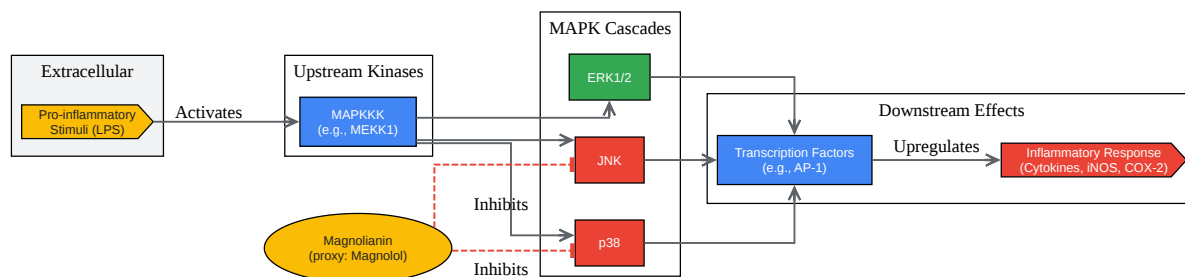 MAPK Cascades
Extracellular
Upstream Kinases
ERK1/2
Downstream Effects
Pro-inflammatory
Stimuli (LPS)
Activates
MAPKKK
(e.g., MEKK1)
JNK
Transcription Factors
(e.g., AP-1)
Upregulates
Inflammatory Response
(Cytokines, iNOS, COX-2)
Inhibits
Magnolianin
(proxy: Magnolol)
p38
Inhibits